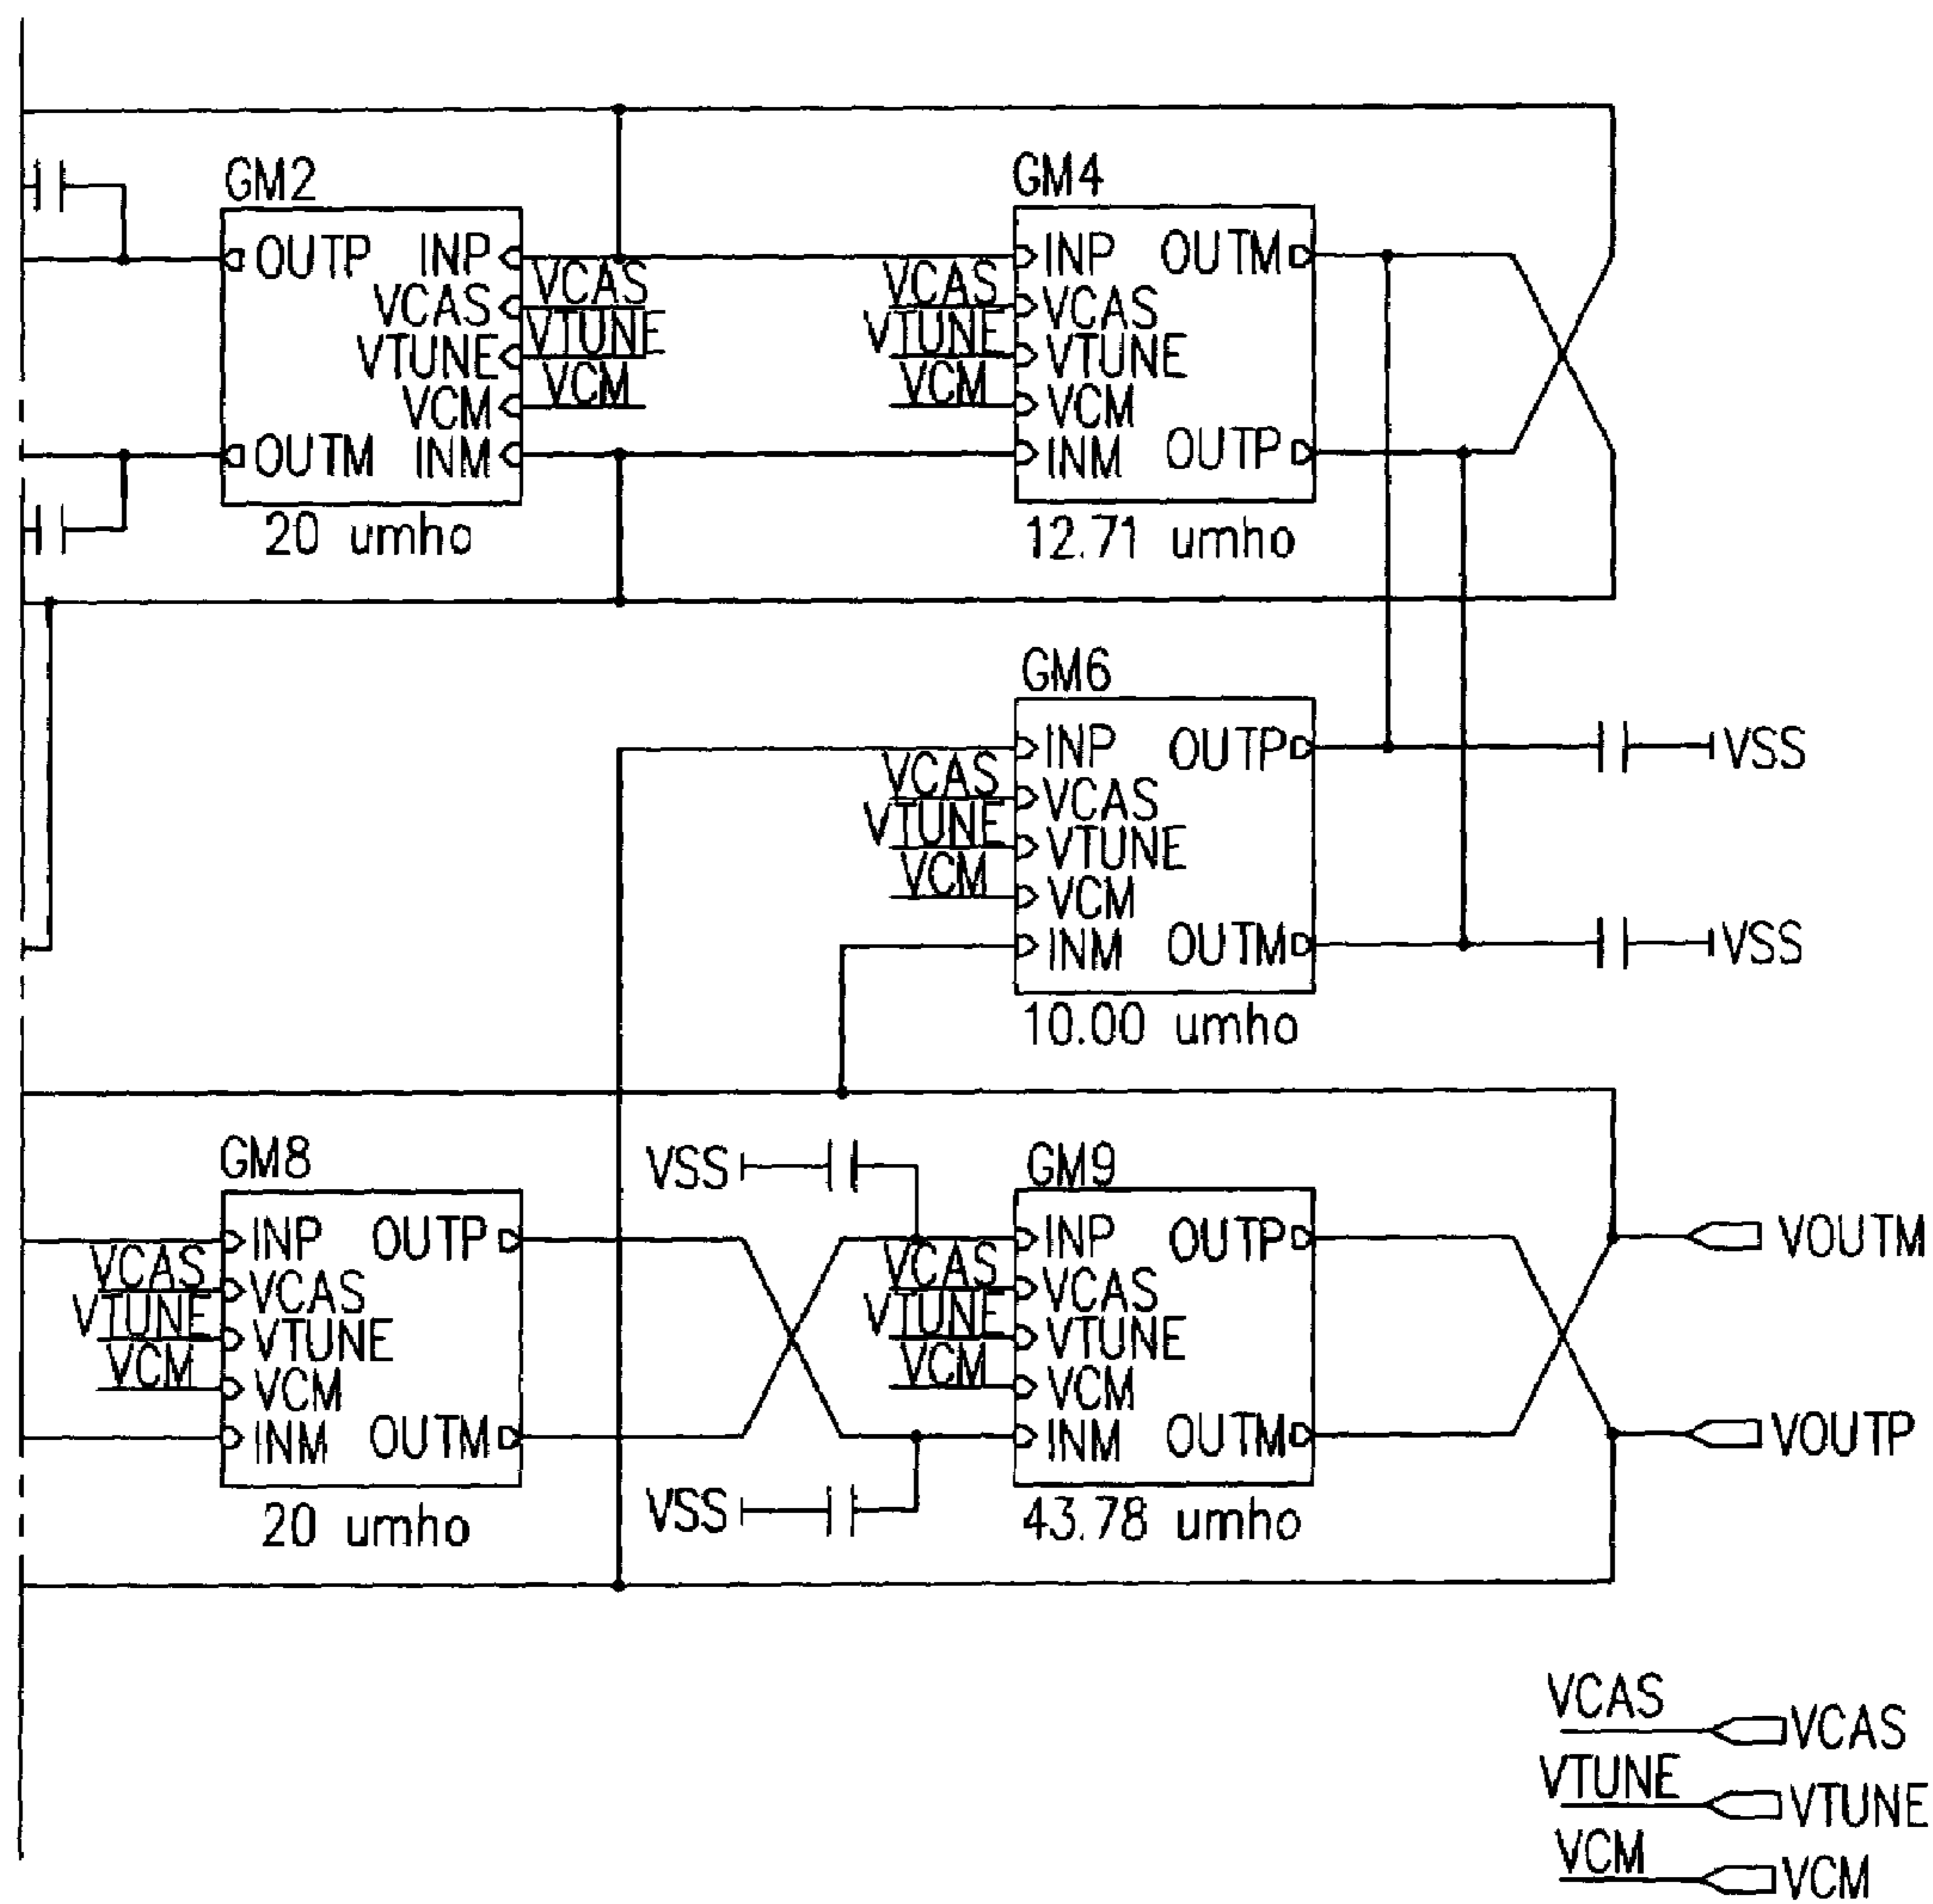 GM2
OUTP INP
VCAS VCAS
VTUNE VTUNE
VCM VCM
OUTM INM
20 umho
GM4
INP OUTM
VCAS VCAS
VTUNE VTUNE
VCM VCM
INM OUTP
12.71 umho
GM6
INP OUTP
VCAS VCAS
VTUNE VTUNE
VCM VCM
INM OUTM
10.00 umho
VSS
VSS
GM8
INP OUTP
VCAS VCAS
VTUNE VTUNE
VCM VCM
INM OUTM
20 umho
VSS
VSS
GM9
INP OUTP
VCAS VCAS
VTUNE VTUNE
VCM VCM
INM OUTM
43.78 umho
VOUTM
VOUTP
VCAS VCAS
VTUNE VTUNE
VCM VCM